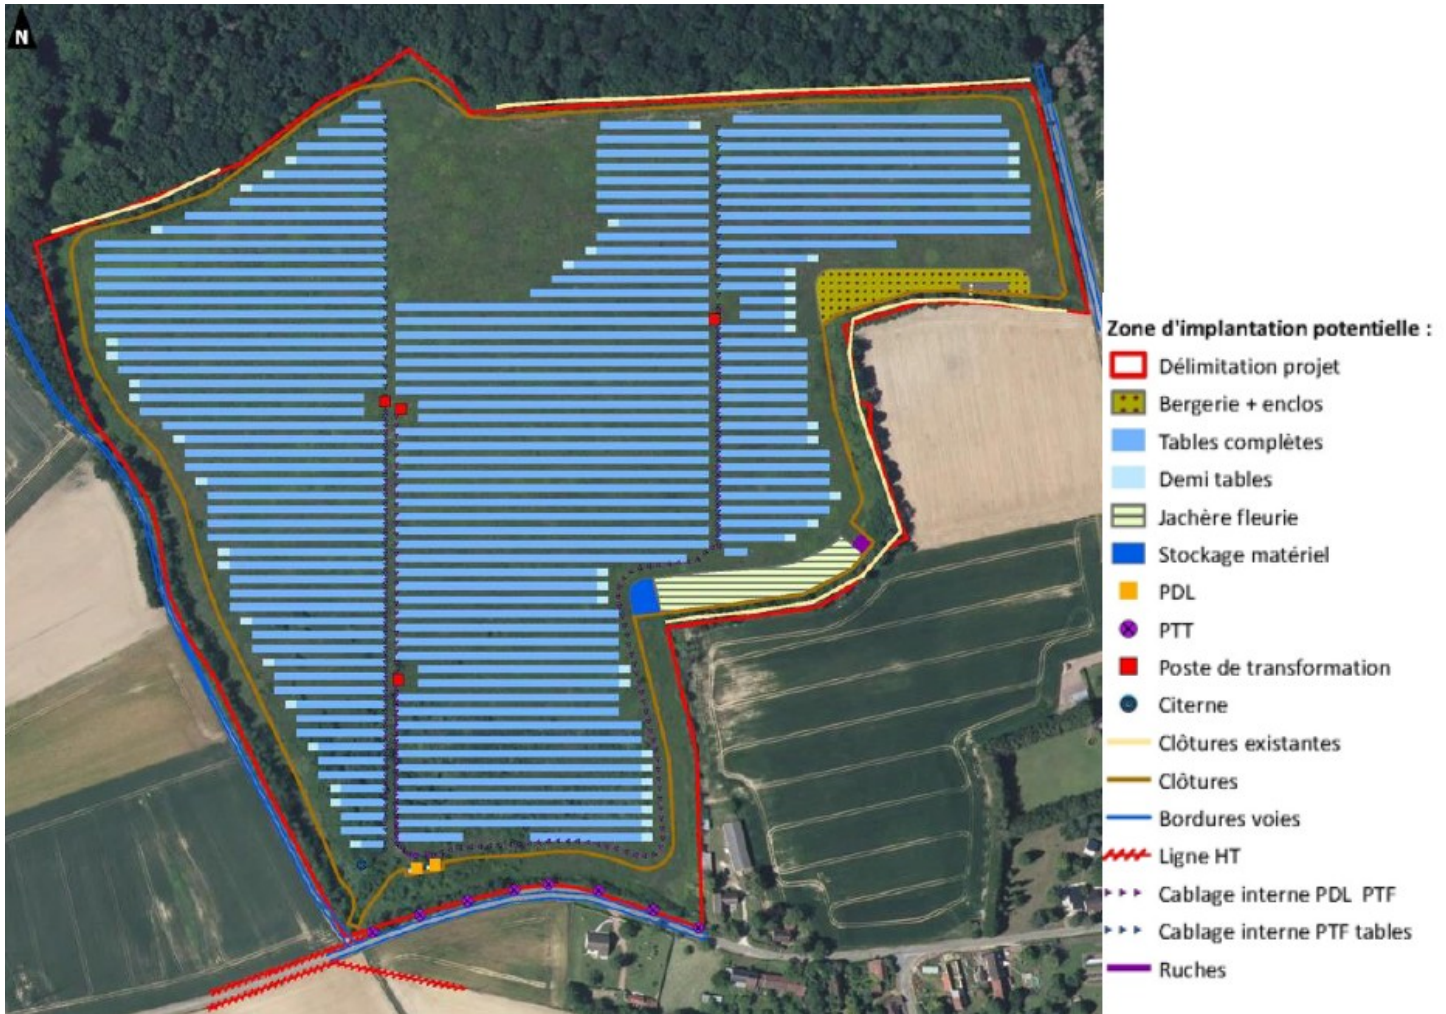 N
Zone d'implantation potentielle :
Délimitation projet
Bergerie + enclos
Tables complètes
Demi tables
Jachère fleurie
Stockage matériel
PDL
PTT
Poste de transformation
Citerne
Clôtures existantes
Clôtures
Bordures voies
Ligne HT
Cablage interne PDL PTF
Cablage interne PTF tables
Ruches